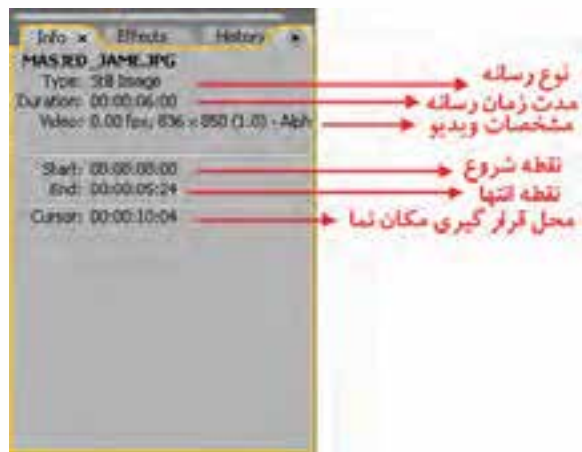 Info × Effects History
MASJED_JAME.JPG
Type: Still Image
Duration: 00:00:06:00
Video: 0.00 fps, 836 x 850 (1.0) - Alph
Start: 00:00:00:00
End: 00:00:05:24
Cursor: 00:00:10:04
نوع رسانه
مدت زمان رسانه
مشخصات ویدیو
نقطه شروع
نقطه انتها
محل قرار گیری مکان نما